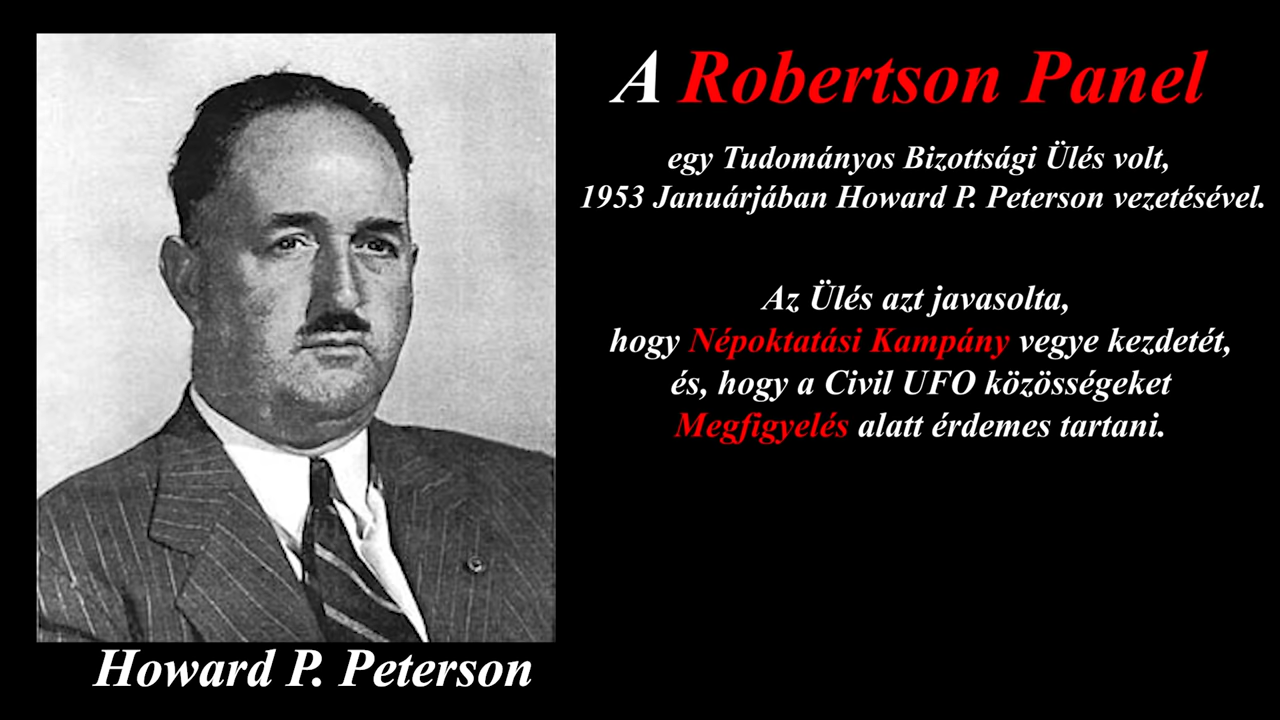 A Robertson Panel
egy Tudományos Bizottsági Ülés volt,
1953 Januárjában Howard P. Peterson vezetésével.
Az Ülés azt javasolta,
hogy Népoktatási Kampány vegye kezdetét,
és, hogy a Civil UFO közösségeket
Megfigyelés alatt érdemes tartani.
Howard P. Peterson